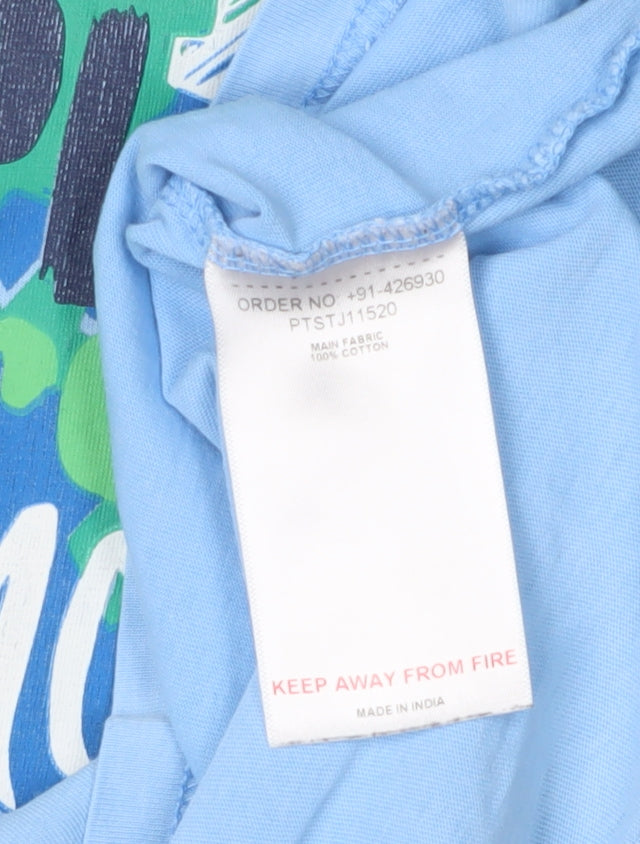 ORDER NO: +91-426930
PTSTJ11520
MAIN FABRIC
100% COTTON
KEEP AWAY FROM FIRE
MADE IN INDIA